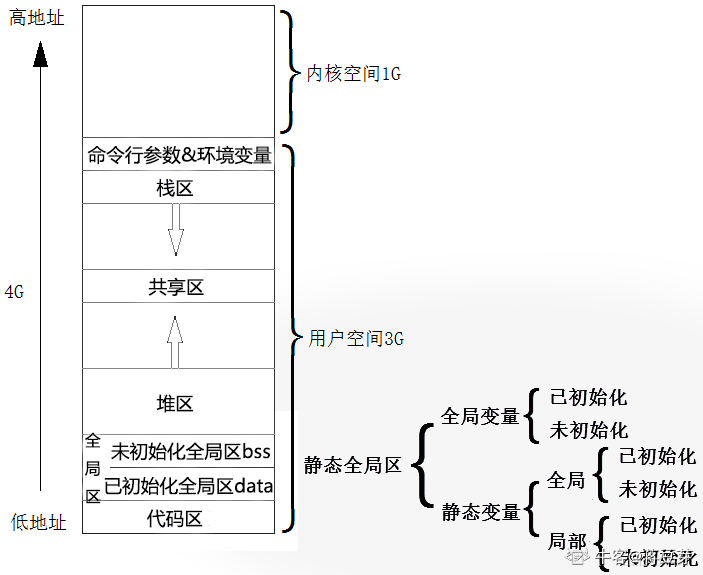 高地址
内核空间1G
命令行参数&环境变量
栈区
共享区
4G
用户空间3G
堆区
全局区
未初始化全局区bss
已初始化全局区data
代码区
低地址
静态全局区
全局变量
已初始化
未初始化
静态变量
全局
已初始化
未初始化
局部
已初始化
未初始化